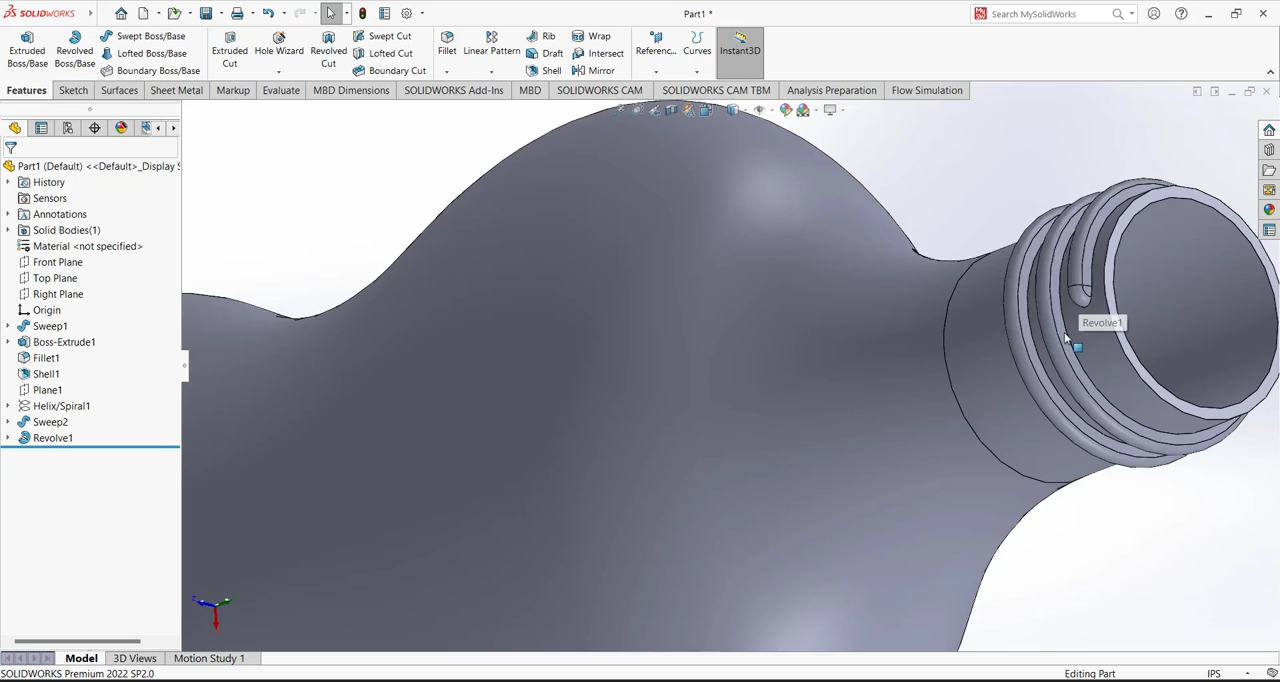 SOLIDWORKS
Part1 *
Search MySolidWorks
Extruded Boss/Base
Revolved Boss/Base
Swept Boss/Base
Lofted Boss/Base
Boundary Boss/Base
Extruded Cut
Hole Wizard
Revolved Cut
Swept Cut
Lofted Cut
Boundary Cut
Fillet
Linear Pattern
Rib
Draft
Shell
Wrap
Intersect
Mirror
Referenc...
Curves
Instant3D
Features
Sketch
Surfaces
Sheet Metal
Markup
Evaluate
MBD Dimensions
SOLIDWORKS Add-Ins
MBD
SOLIDWORKS CAM
SOLIDWORKS CAM TBM
Analysis Preparation
Flow Simulation
Part1 (Default) <<Default>_Display S
History
Sensors
Annotations
Solid Bodies(1)
Material <not specified>
Front Plane
Top Plane
Right Plane
Origin
Sweep1
Boss-Extrude1
Fillet1
Shell1
Plane1
Helix/Spiral1
Sweep2
Revolve1
Revolve1
Model
3D Views
Motion Study 1
SOLIDWORKS Premium 2022 SP2.0
Editing Part
IPS